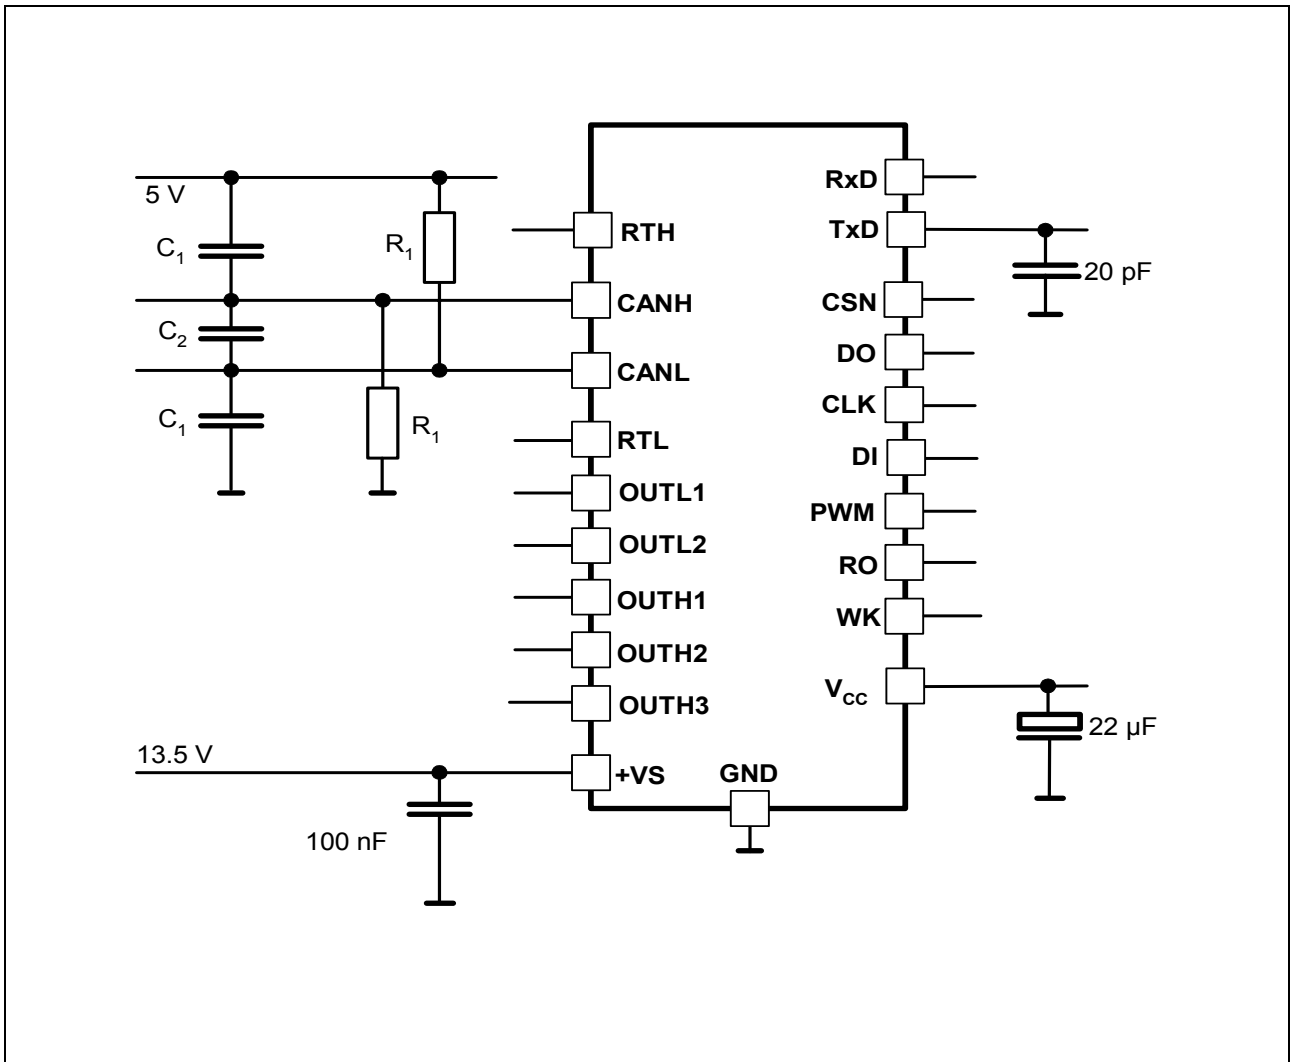 5 V
C1
C2
C1
R1
R1
13.5 V
100 nF
RTH
CANH
CANL
RTL
OUTL1
OUTL2
OUTH1
OUTH2
OUTH3
+VS
GND
RxD
TxD
CSN
DO
CLK
DI
PWM
RO
WK
VCC
20 pF
22 µF